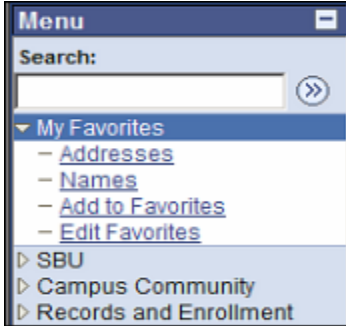 Menu
Search:
My Favorites
– Addresses
– Names
– Add to Favorites
– Edit Favorites
SBU
Campus Community
Records and Enrollment